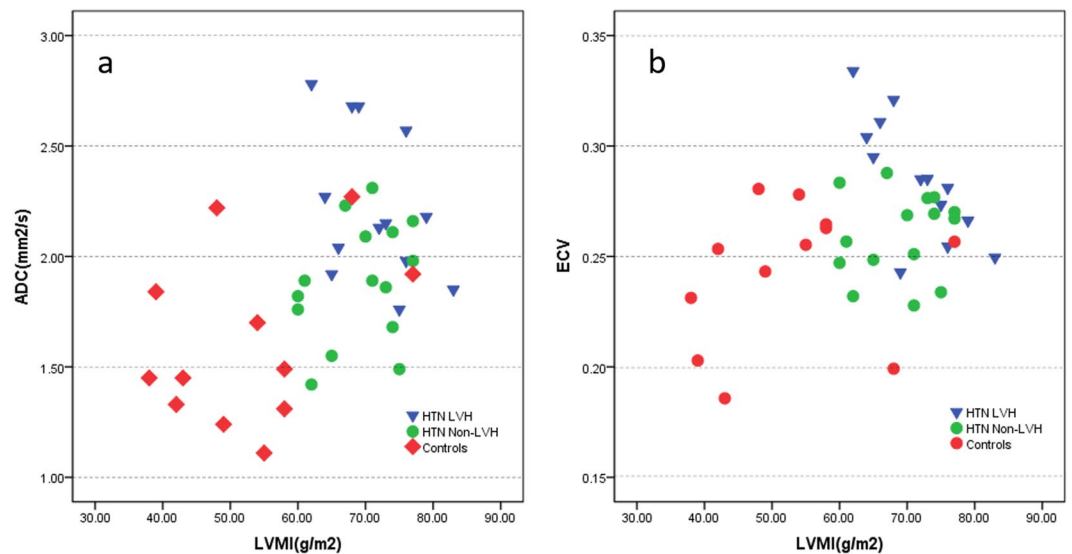 a
3.00
2.50
2.00
1.50
1.00
ADC(mm2/s)
30.00 40.00 50.00 60.00 70.00 80.00 90.00
LVMI(g/m2)
HTN LVH
HTN Non-LVH
Controls
b
0.35
0.30
0.25
0.20
0.15
ECV
30.00 40.00 50.00 60.00 70.00 80.00 90.00
LVMI(g/m2)
HTN LVH
HTN Non-LVH
Controls